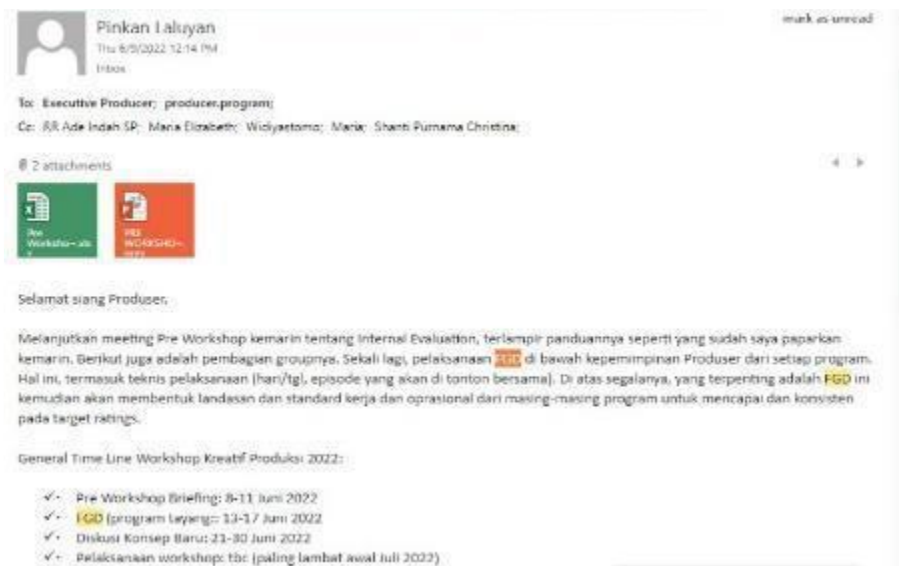 mark as unread
Pinkan Laluyan
Thu 6/9/2022 12:14 PM
Inbox
To: Executive Producer; producer.program;
Cc: RR Ade Indah SP; Maria Elizabeth; Widiyastomo; Maria; Shanti Purnama Christina;
2 attachments
Pre
Worksho~.xls
PRE
WORKSHO~
Selamat siang Produser,
Melanjutkan meeting Pre Workshop kemarin tentang Internal Evaluation, terlampir panduannya seperti yang sudah saya paparkan
kemarin. Berikut juga adalah pembagian groupnya. Sekali lagi, pelaksanaan FGD di bawah kepemimpinan Produser dari setiap program.
Hal ini, termasuk teknis pelaksanaan (hari/tgl, episode yang akan di tonton bersama). Di atas segalanya, yang terpenting adalah FGD ini
kemudian akan membentuk landasan dan standard kerja dan oprasional dari masing-masing program untuk mencapai dan konsisten
pada target ratings.
General Time Line Workshop Kreatif Produksi 2022:
✓- Pre Workshop Briefing: 8-11 Juni 2022
✓- FGD (program tayang:: 13-17 Juni 2022
✓- Diskusi Konsep Baru: 21-30 Juni 2022
✓- Pelaksanaan workshop: tbc (paling lambat awal Juli 2022)